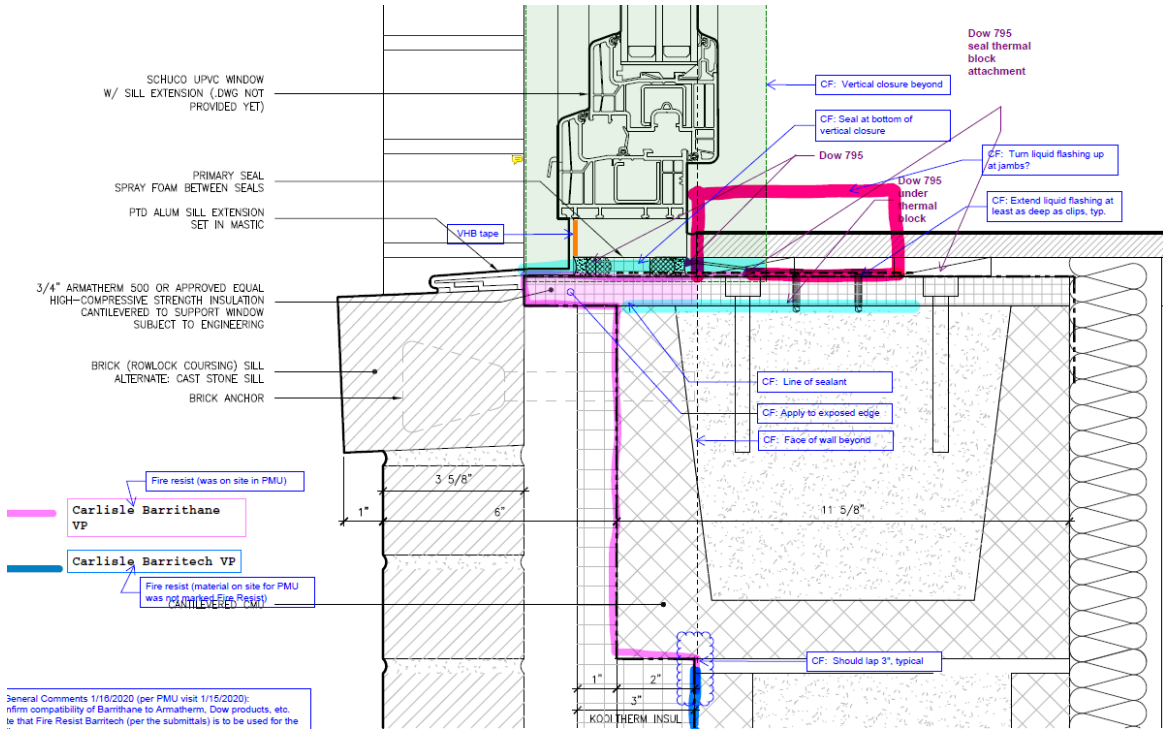 SCHUCO UPVC WINDOW
W/ SILL EXTENSION (.DWG NOT
PROVIDED YET)
PRIMARY SEAL
SPRAY FOAM BETWEEN SEALS
PTD ALUM SILL EXTENSION
SET IN MASTIC
VHB tape
3/4" ARMATHERM 500 OR APPROVED EQUAL
HIGH-COMPRESSIVE STRENGTH INSULATION
CANTILEVERED TO SUPPORT WINDOW
SUBJECT TO ENGINEERING
BRICK (ROWLOCK COURSING) SILL
ALTERNATE: CAST STONE SILL
BRICK ANCHOR
Dow 795
seal thermal
block
attachment
CF: Vertical closure beyond
CF: Seal at bottom of
vertical closure
Dow 795
CF: Turn liquid flashing up
at jambs?
Dow 795
under
thermal
block
CF: Extend liquid flashing at
least as deep as clips, typ.
CF: Line of sealant
CF: Apply to exposed edge
CF: Face of wall beyond
Fire resist (was on site in PMU)
Carlisle Barrithane
VP
Carlisle Barritech VP
Fire resist (material on site for PMU
was not marked Fire Resist)
CANTILEVERED CMU
3 5/8"
1"
6"
11 5/8"
CF: Should lap 3", typical
1"
2"
3"
KOOLTHERM INSUL
General Comments 1/16/2020 (per PMU visit 1/15/2020):
nfirm compatibility of Barrithane to Armatherm, Dow products, etc.
te that Fire Resist Barritech (per the submittals) is to be used for the